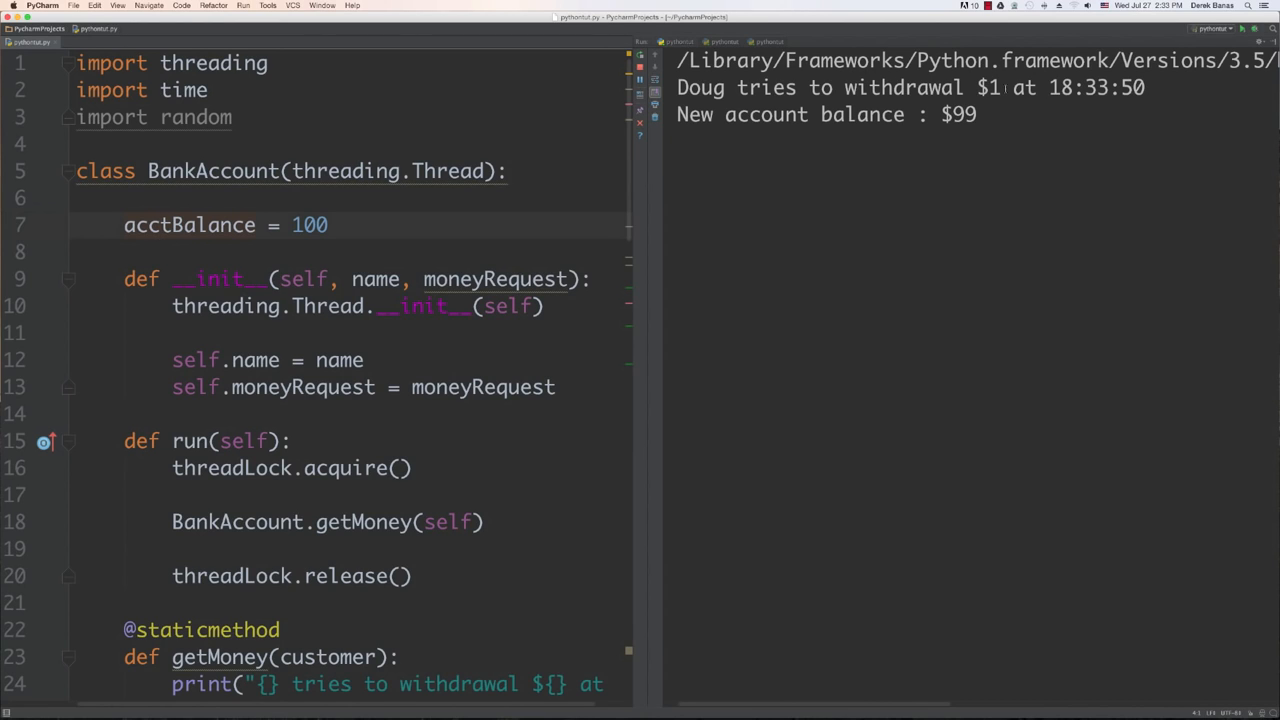 PyCharm File Edit View Navigate Code Refactor Run Tools VCS Window Help
Wed Jul 27 2:33 PM Derek Banas
pythontut.py - PycharmProjects - [~/PycharmProjects]
PycharmProjects pythontut.py
pythontut
pythontut.py
Run: pythontut pythontut pythontut
1 import threading
2 import time
3 import random
4
5 class BankAccount(threading.Thread):
6
7 acctBalance = 100
8
9 def __init__(self, name, moneyRequest):
10 threading.Thread.__init__(self)
11
12 self.name = name
13 self.moneyRequest = moneyRequest
14
15 def run(self):
16 threadLock.acquire()
17
18 BankAccount.getMoney(self)
19
20 threadLock.release()
21
22 @staticmethod
23 def getMoney(customer):
24 print("{} tries to withdrawal ${} at
/Library/Frameworks/Python.framework/Versions/3.5/
Doug tries to withdrawal $1 at 18:33:50
New account balance : $99
4:1 LF‡ UTF-8‡